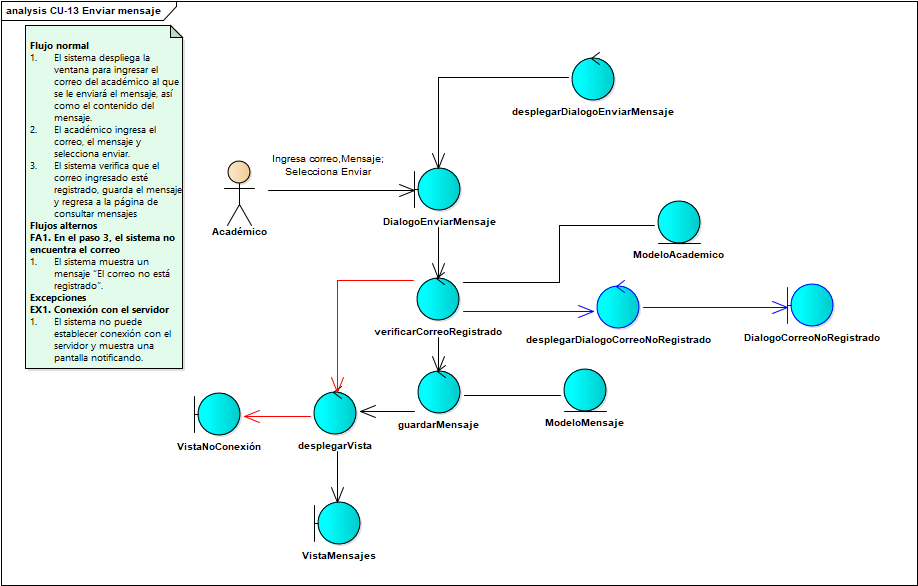 analysis CU-13 Enviar mensaje
Flujo normal
1. El sistema despliega la
ventana para ingresar el
correo del académico al que
se le enviará el mensaje, así
como el contenido del
mensaje.
2. El académico ingresa el
correo, el mensaje y
selecciona enviar.
3. El sistema verifica que el
correo ingresado esté
registrado, guarda el mensaje
y regresa a la página de
consultar mensajes
Flujos alternos
FA1. En el paso 3, el sistema no
encuentra el correo
1. El sistema muestra un
mensaje “El correo no está
registrado”.
Excepciones
EX1. Conexión con el servidor
1. El sistema no puede
establecer conexión con el
servidor y muestra una
pantalla notificando.
desplegarDialogoEnviarMensaje
Ingresa correo,Mensaje;
Selecciona Enviar
Académico
DialogoEnviarMensaje
ModeloAcademico
verificarCorreoRegistrado
desplegarDialogoCorreoNoRegistrado
DialogoCorreoNoRegistrado
guardarMensaje
ModeloMensaje
VistaNoConexión
desplegarVista
VistaMensajes